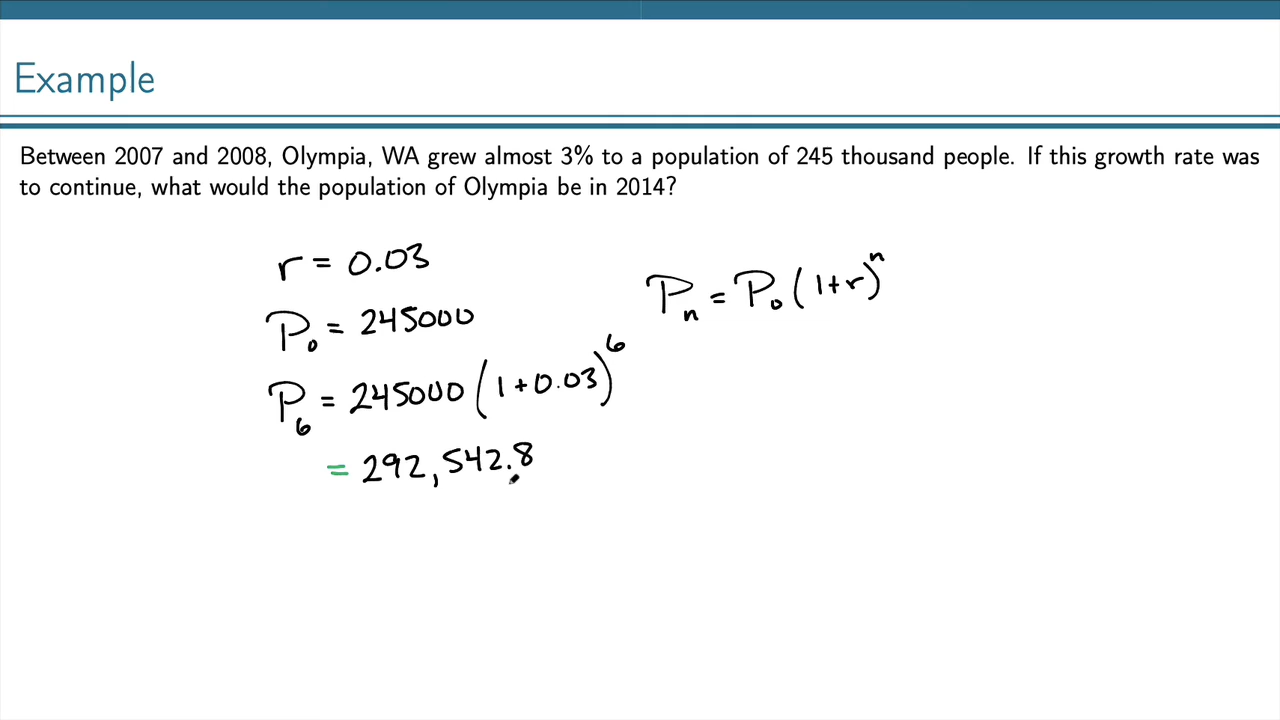 Example
Between 2007 and 2008, Olympia, WA grew almost 3% to a population of 245 thousand people. If this growth rate was
to continue, what would the population of Olympia be in 2014?
r = 0.03
Pₙ = P₀ (1+r)ⁿ
P₀ = 245000
P₆ = 245000 (1+0.03)⁶
= 292,542.8